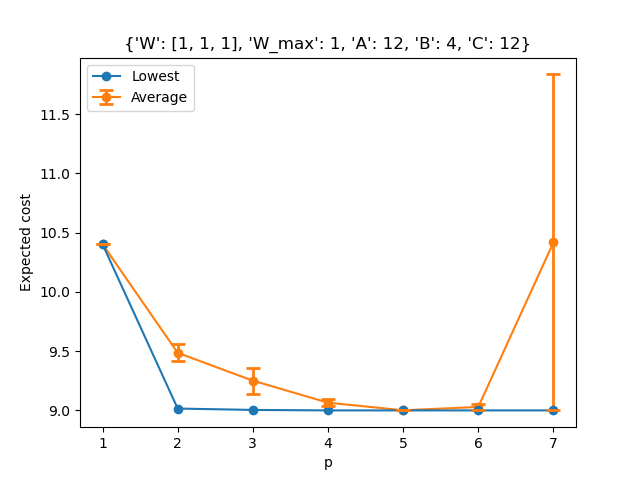 {'W': [1, 1, 1], 'W_max': 1, 'A': 12, 'B': 4, 'C': 12}
Lowest
Average
11.5
11.0
10.5
10.0
9.5
9.0
Expected cost
1 2 3 4 5 6 7
p